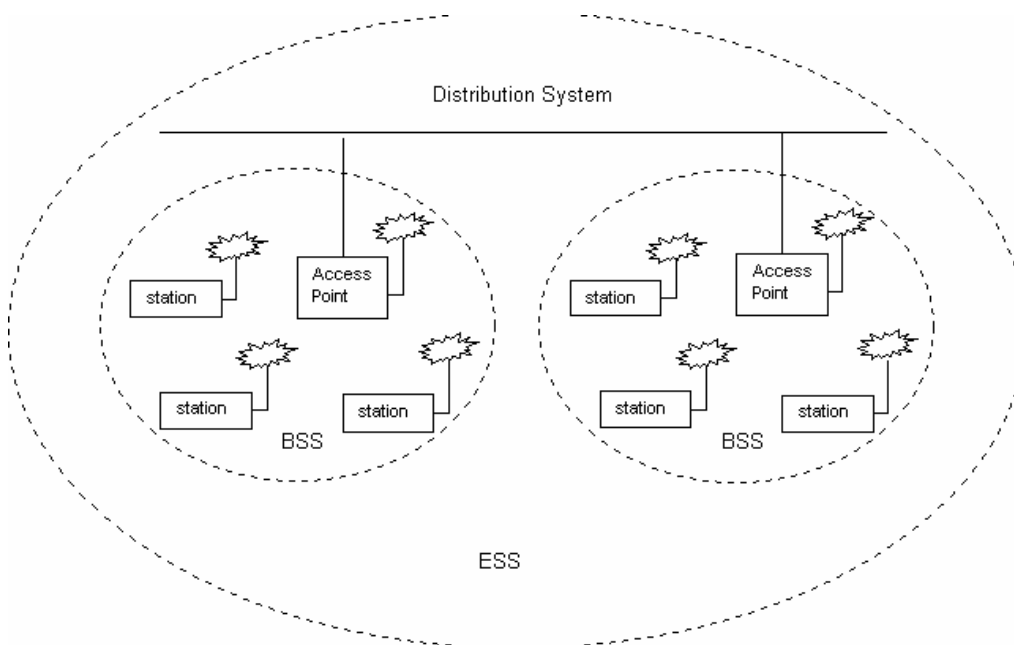 Distribution System
Access
Point
station
station
station
BSS
Access
Point
station
station
station
BSS
ESS